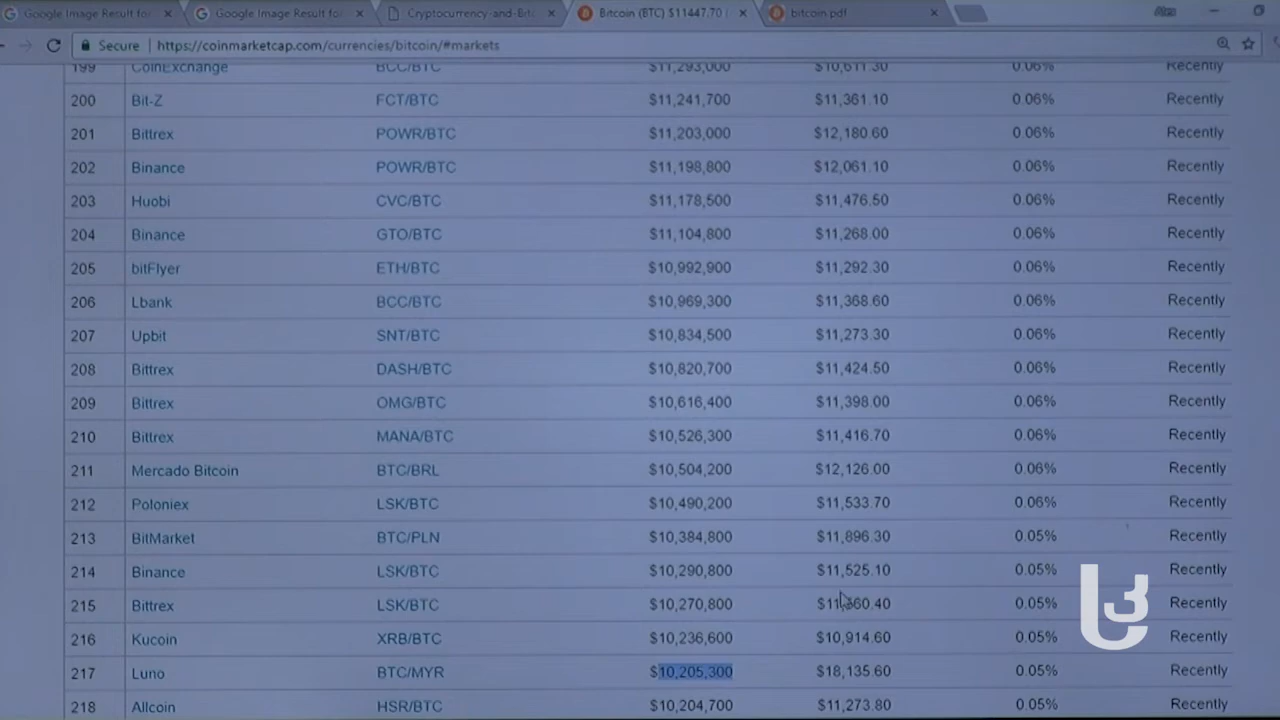 Google Image Result for
Google Image Result for
Cryptocurrency-and-Bitc
Bitcoin (BTC) $11447.70
bitcoin.pdf
Secure https://coinmarketcap.com/currencies/bitcoin/#markets
199 CoinExchange BCC/BTC $11,293,000 $10,611.30 0.06% Recently
200 Bit-Z FCT/BTC $11,241,700 $11,361.10 0.06% Recently
201 Bittrex POWR/BTC $11,203,000 $12,180.60 0.06% Recently
202 Binance POWR/BTC $11,198,800 $12,061.10 0.06% Recently
203 Huobi CVC/BTC $11,178,500 $11,476.50 0.06% Recently
204 Binance GTO/BTC $11,104,800 $11,268.00 0.06% Recently
205 bitFlyer ETH/BTC $10,992,900 $11,292.30 0.06% Recently
206 Lbank BCC/BTC $10,969,300 $11,368.60 0.06% Recently
207 Upbit SNT/BTC $10,834,500 $11,273.30 0.06% Recently
208 Bittrex DASH/BTC $10,820,700 $11,424.50 0.06% Recently
209 Bittrex OMG/BTC $10,616,400 $11,398.00 0.06% Recently
210 Bittrex MANA/BTC $10,526,300 $11,416.70 0.06% Recently
211 Mercado Bitcoin BTC/BRL $10,504,200 $12,126.00 0.06% Recently
212 Poloniex LSK/BTC $10,490,200 $11,533.70 0.06% Recently
213 BitMarket BTC/PLN $10,384,800 $11,896.30 0.05% Recently
214 Binance LSK/BTC $10,290,800 $11,525.10 0.05% Recently
215 Bittrex LSK/BTC $10,270,800 0.05% Recently
216 Kucoin XRB/BTC $10,236,600 $10,914.60 0.05% Recently
217 Luno BTC/MYR $10,205,300 $18,135.60 0.05% Recently
218 Allcoin HSR/BTC $10,204,700 $11,273.80 0.05% Recently